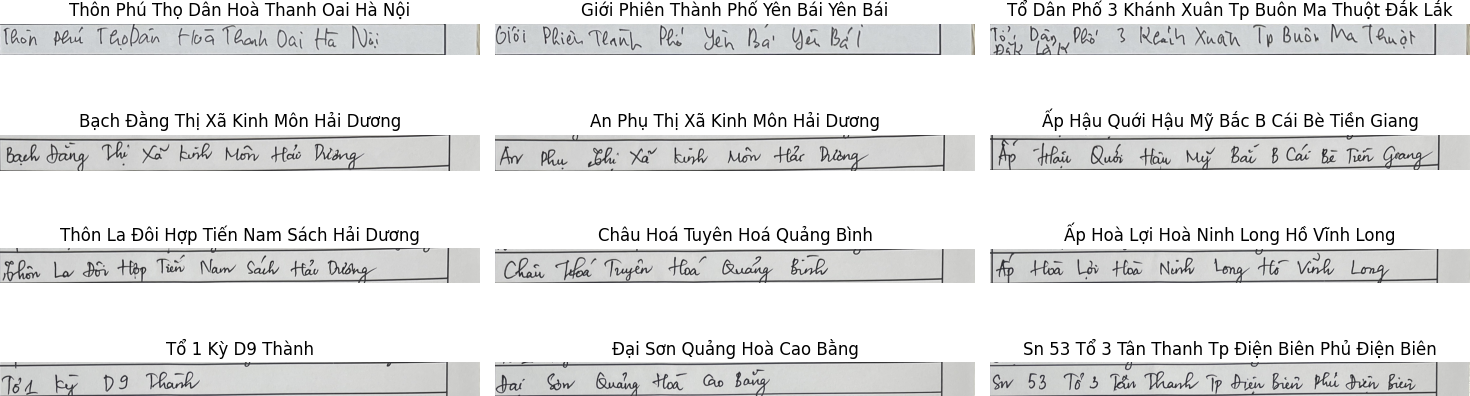 Thôn Phú Thọ Dân Hoà Thanh Oai Hà Nội
Giới Phiên Thành Phố Yên Bái Yên Bái
Tổ Dân Phố 3 Khánh Xuân Tp Buôn Ma Thuột Đắk Lắk
Thôn Phú Thọ Dân Hoà Thanh Oai Hà Nội
Giới Phiên Thành Phố Yên Bái Yên Bái
Tổ Dân Phố 3 Khánh Xuân Tp Buôn Ma Thuột
Đắk Lắk
Bạch Đằng Thị Xã Kinh Môn Hải Dương
An Phụ Thị Xã Kinh Môn Hải Dương
Ấp Hậu Quới Hậu Mỹ Bắc B Cái Bè Tiền Giang
Bạch Đằng Thị Xã Kinh Môn Hải Dương
An Phụ Thị Xã Kinh Môn Hải Dương
Ấp Hậu Quới Hậu Mỹ Bắc B Cái Bè Tiền Giang
Thôn La Đôi Hợp Tiến Nam Sách Hải Dương
Châu Hoá Tuyên Hoá Quảng Bình
Ấp Hoà Lợi Hoà Ninh Long Hồ Vĩnh Long
Thôn La Đôi Hợp Tiến Nam Sách Hải Dương
Châu Hoá Truyên Hoá Quảng Bình
Ấp Hoà Lợi Hoà Ninh Long Hồ Vĩnh Long
Tổ 1 Kỳ D9 Thành
Đại Sơn Quảng Hoà Cao Bằng
Sn 53 Tổ 3 Tân Thanh Tp Điện Biên Phủ Điện Biên
Tổ 1 Kỳ D9 Thành
Đại Sơn Quảng Hoà Cao Bằng
Sn 53 Tổ 3 Tân Thanh Tp Điện Biên Phủ Điện Biên